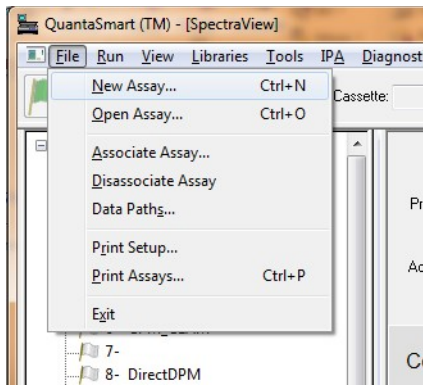 QuantaSmart (TM) - [SpectraView]
File Run View Libraries Tools IPA Diagnost
New Assay... Ctrl+N
Cassette:
Open Assay... Ctrl+O
Associate Assay...
Disassociate Assay
Data Paths...
Pr
Print Setup...
Print Assays... Ctrl+P
Ac
Exit
7-
8- DirectDPM
Co